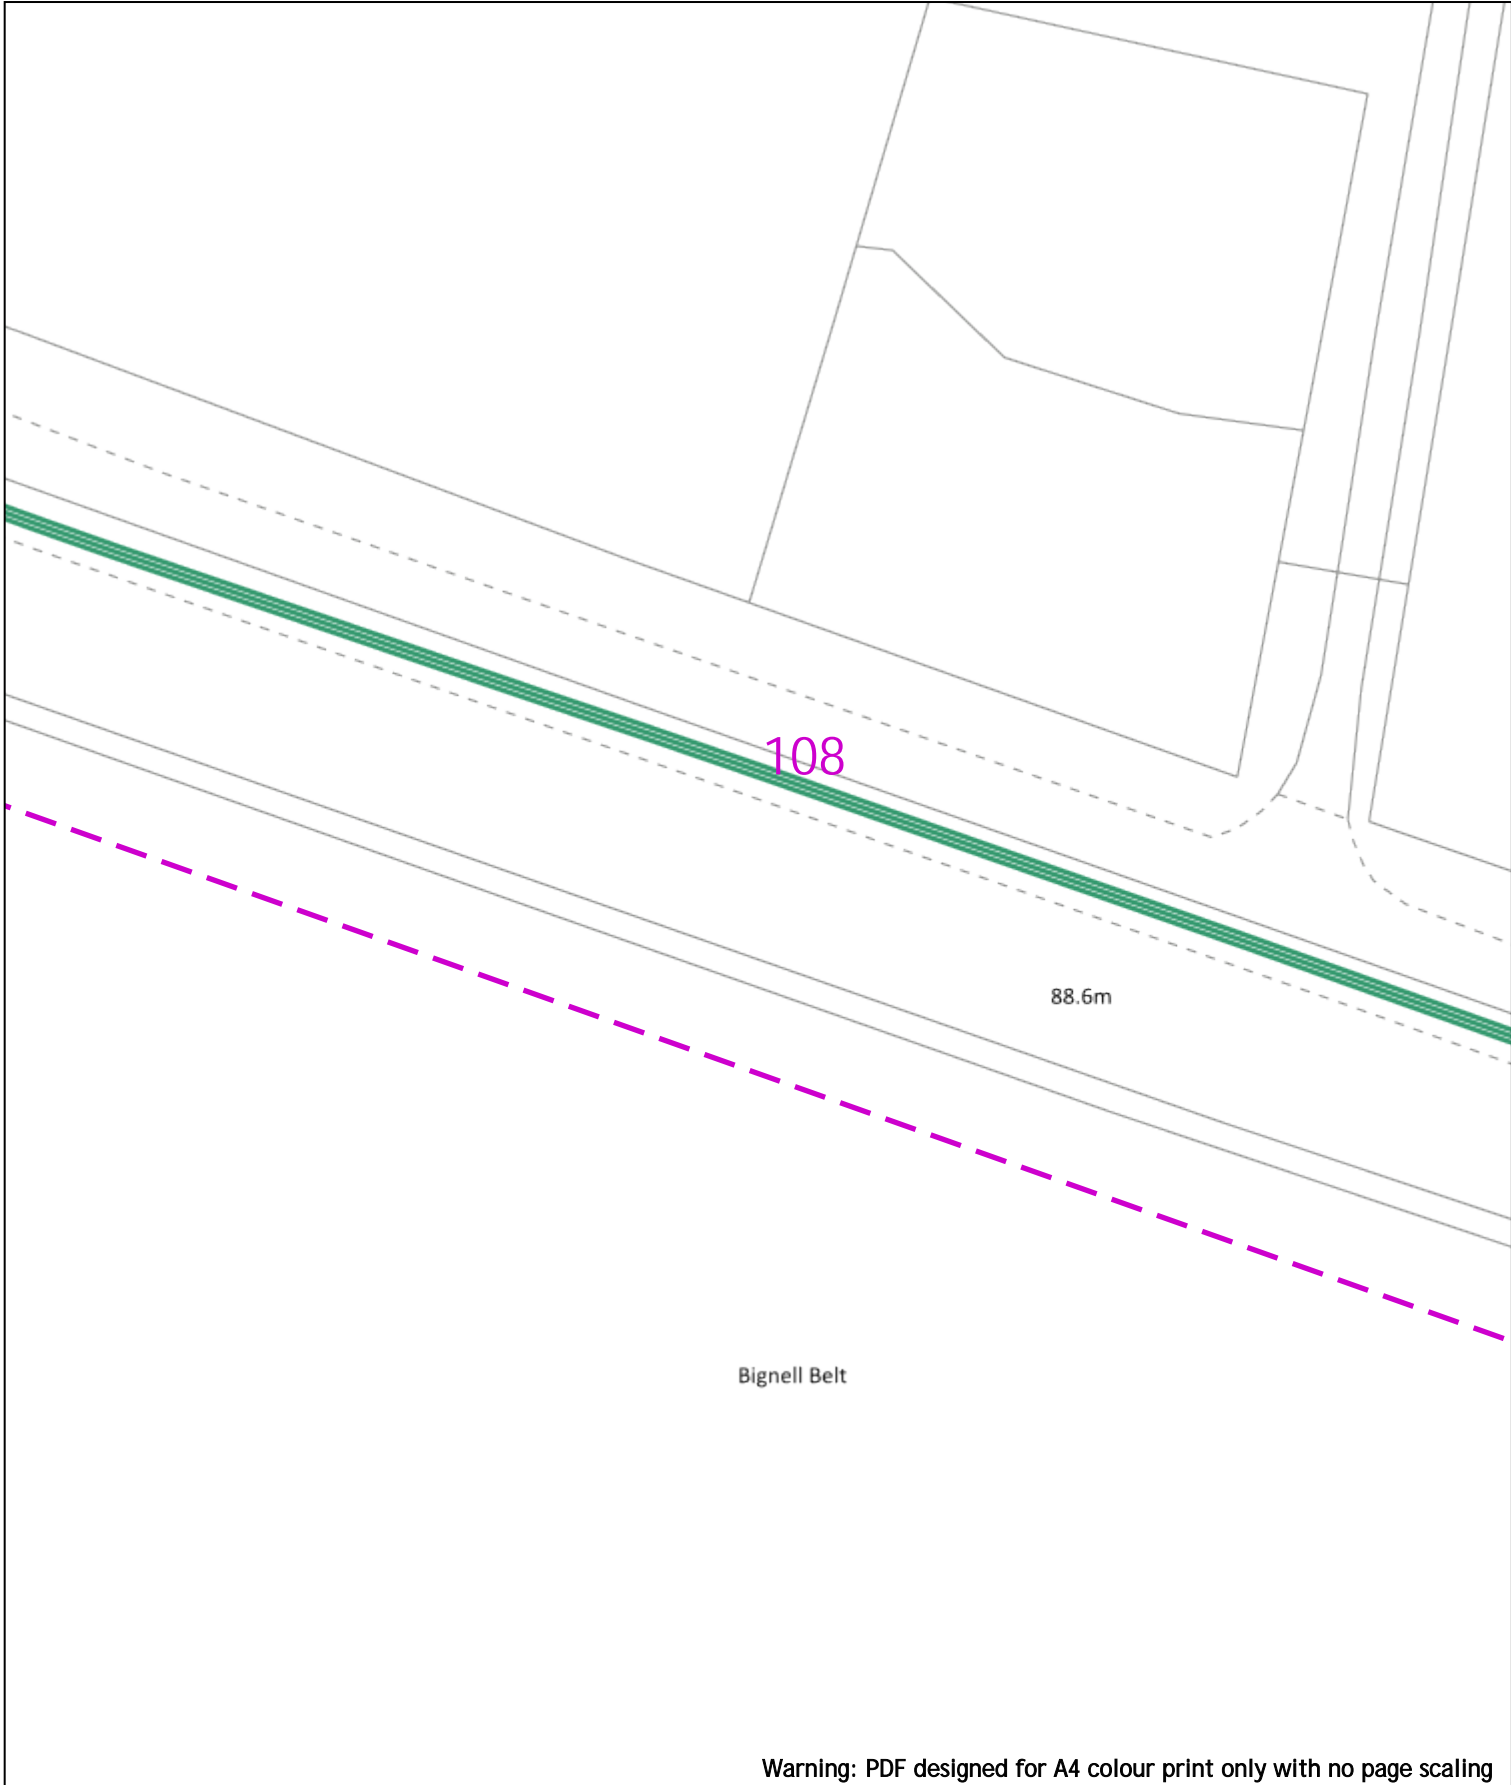 108
88.6m
Bignell Belt
Warning: PDF designed for A4 colour print only with no page scaling